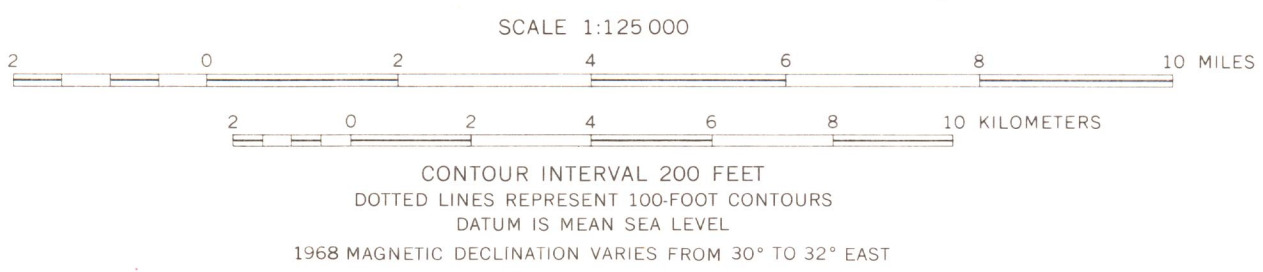 SCALE 1:125 000
2 0 2 4 6 8 10 MILES
2 0 2 4 6 8 10 KILOMETERS
CONTOUR INTERVAL 200 FEET
DOTTED LINES REPRESENT 100-FOOT CONTOURS
DATUM IS MEAN SEA LEVEL
1968 MAGNETIC DECLINATION VARIES FROM 30° TO 32° EAST